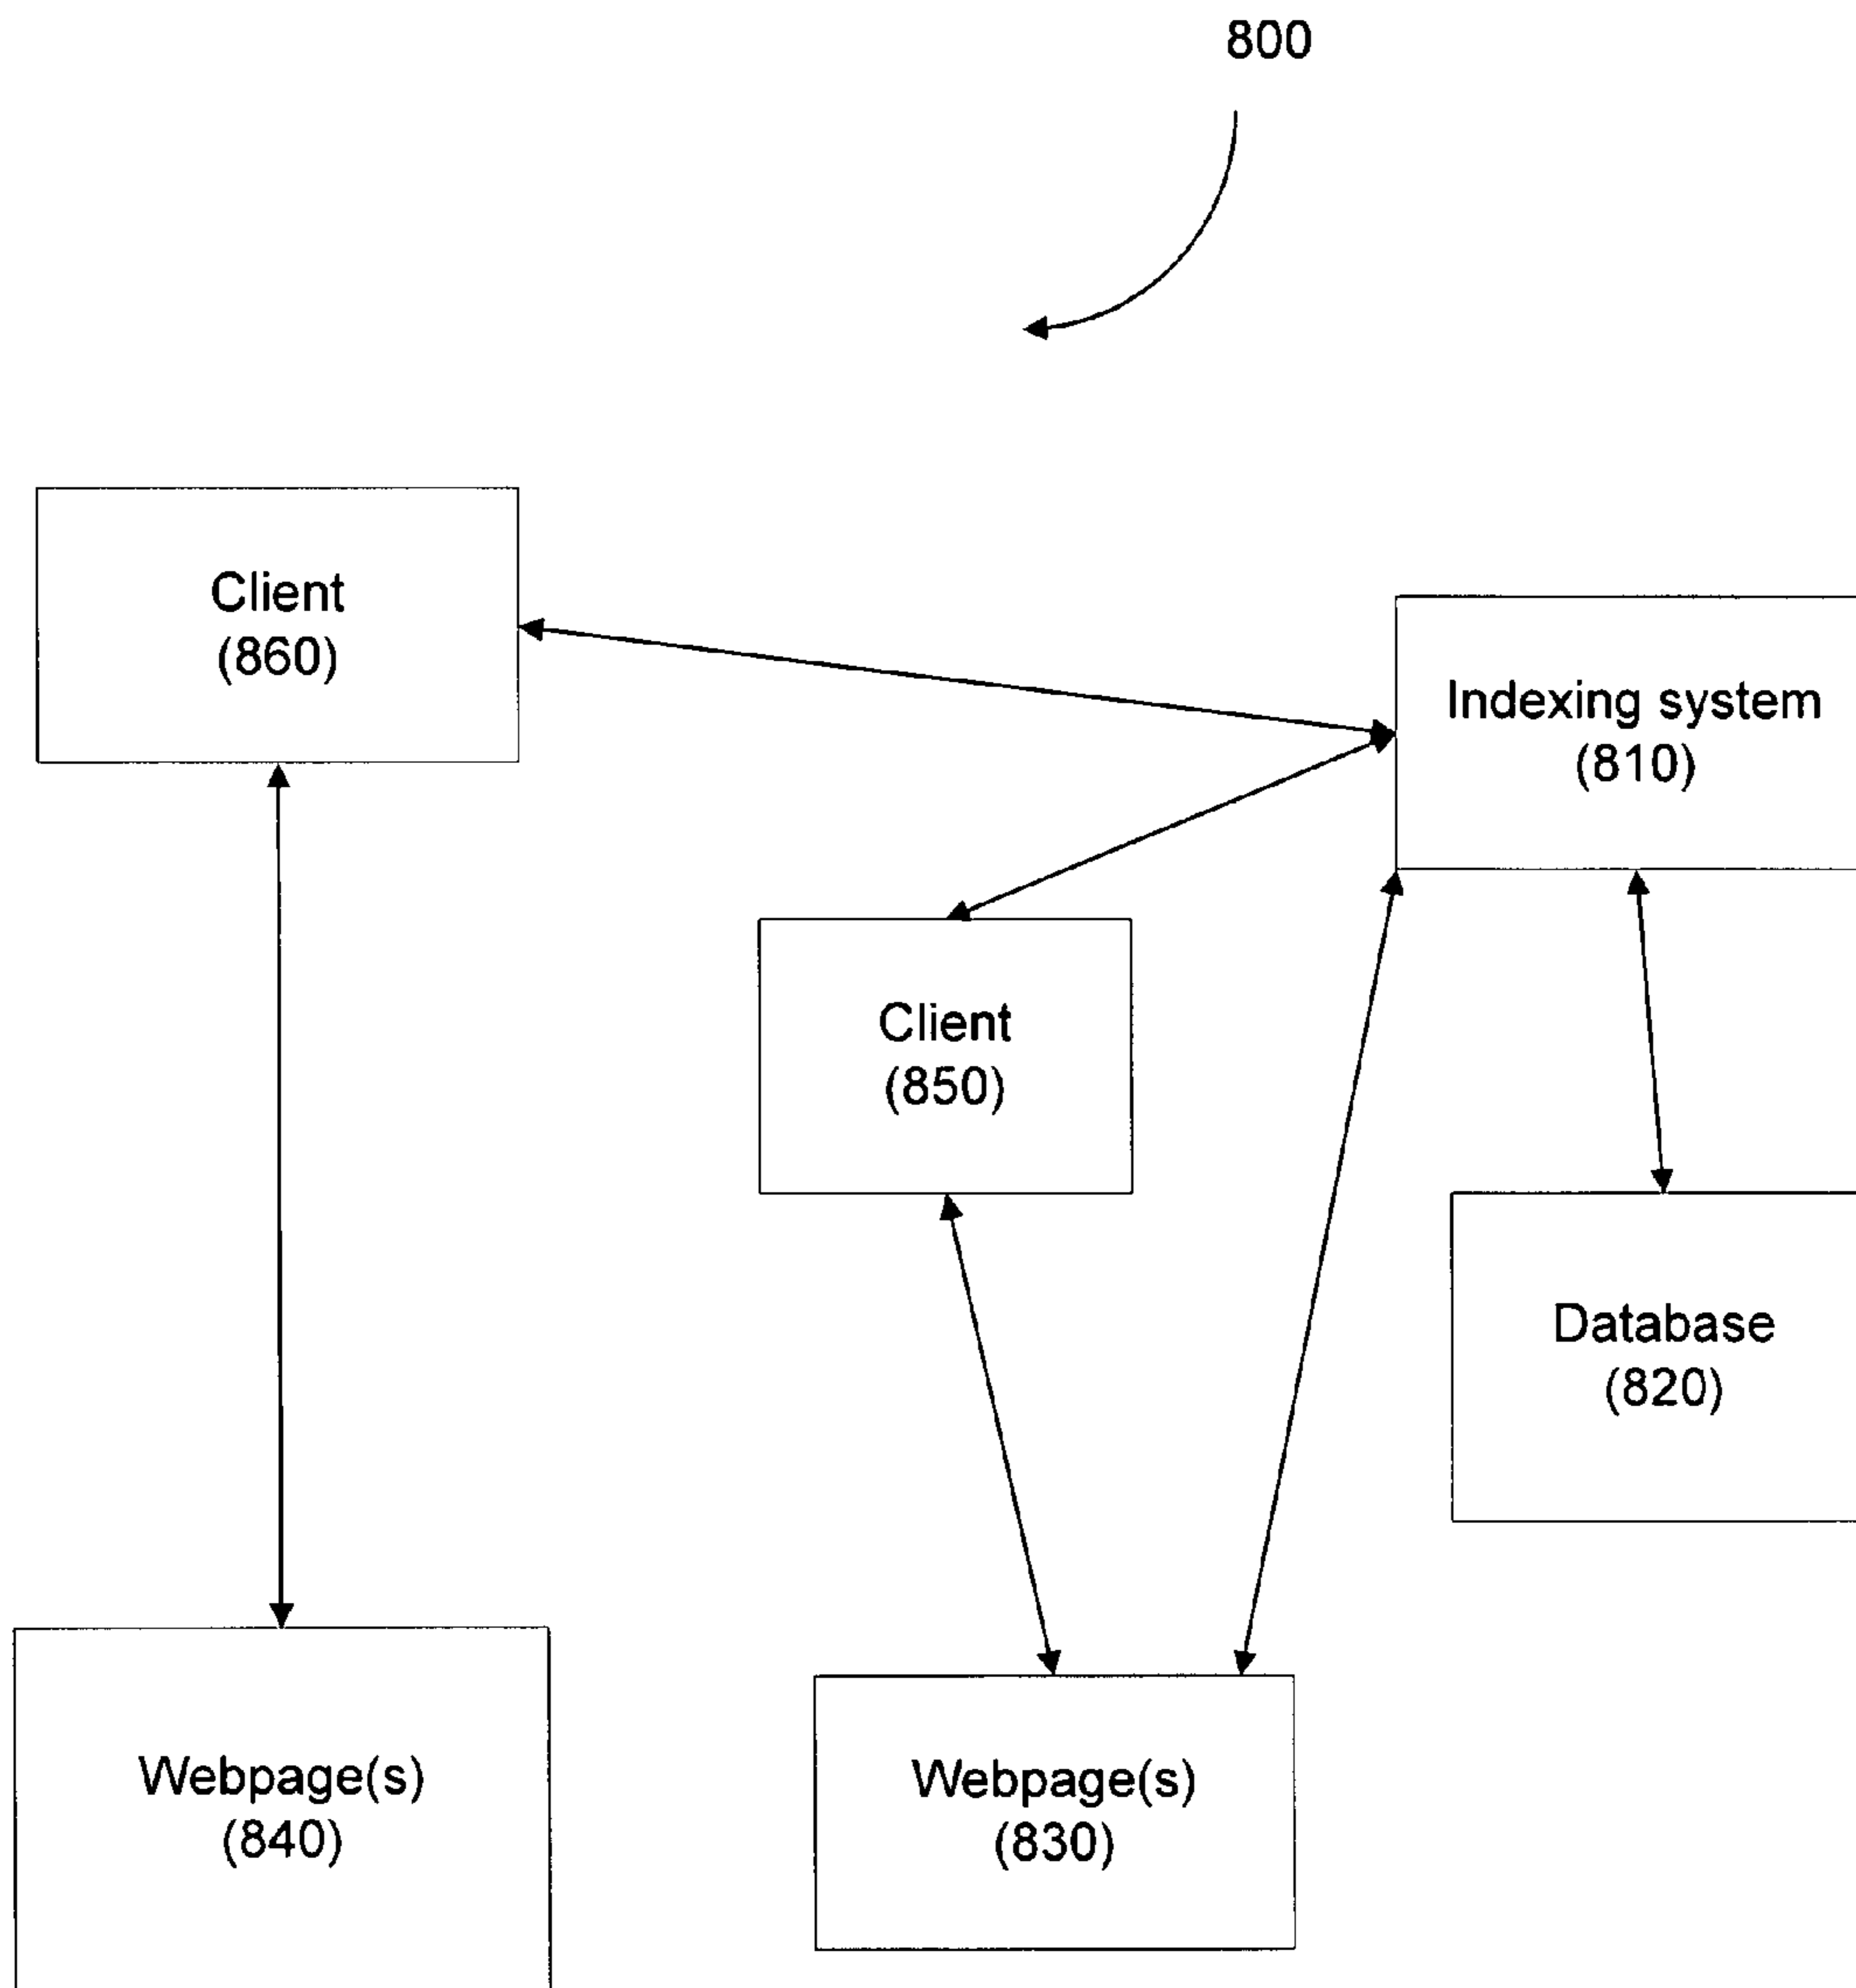 800
Client
(860)
Indexing system
(810)
Client
(850)
Database
(820)
Webpage(s)
(840)
Webpage(s)
(830)